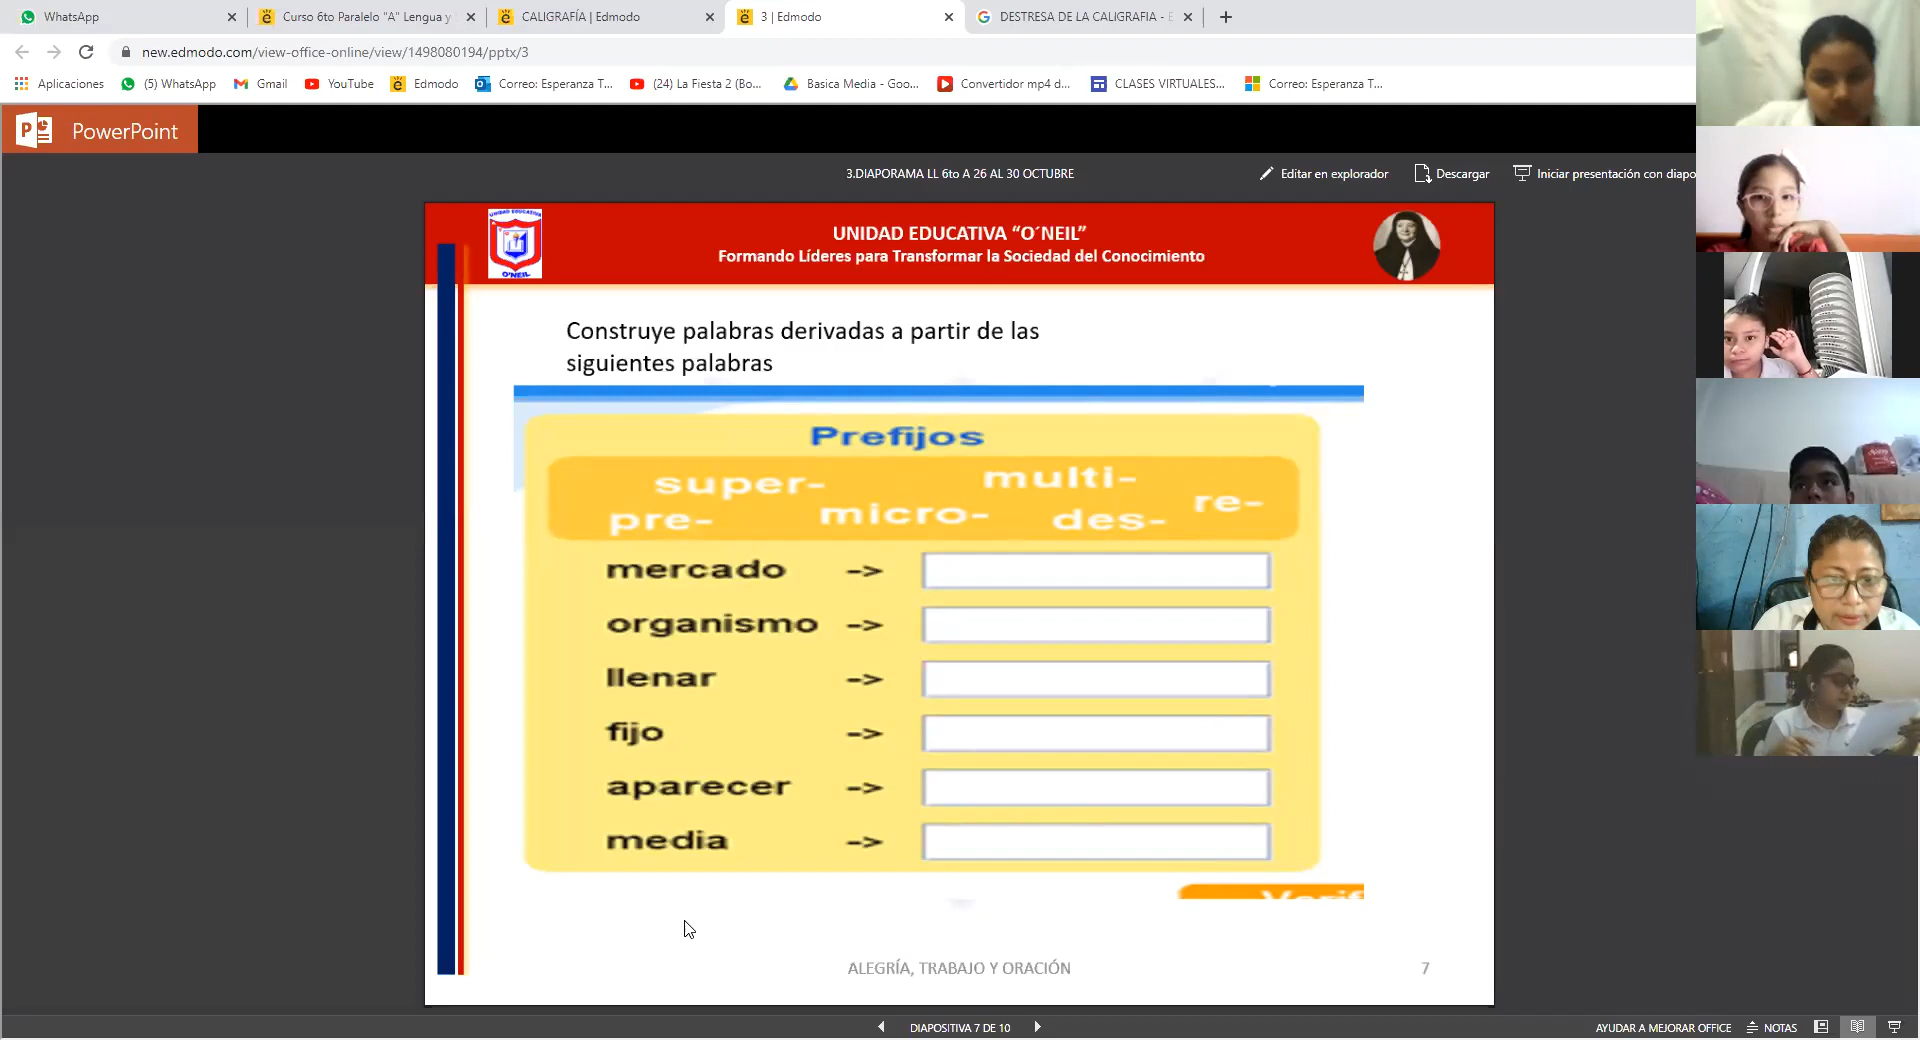 WhatsApp
Curso 6to Paralelo "A" Lengua y
CALIGRAFÍA | Edmodo
3 | Edmodo
DESTRESA DE LA CALIGRAFIA -
new.edmodo.com/view-office-online/view/1498080194/pptx/3
Aplicaciones
(5) WhatsApp
Gmail
YouTube
Edmodo
Correo: Esperanza T...
(24) La Fiesta 2 (Bo...
Basica Media - Goo...
Convertidor mp4 d...
CLASES VIRTUALES...
Correo: Esperanza T...
PowerPoint
3.DIAPORAMA LL 6to A 26 AL 30 OCTUBRE
Editar en explorador
Descargar
Iniciar presentación con diapo
UNIDAD EDUCATIVA
O'NEIL
UNIDAD EDUCATIVA “O´NEIL”
Formando Líderes para Transformar la Sociedad del Conocimiento
Construye palabras derivadas a partir de las
siguientes palabras
Prefijos
super-
multi-
re-
pre-
micro-
des-
mercado ->
organismo ->
llenar ->
fijo ->
aparecer ->
media ->
ALEGRÍA, TRABAJO Y ORACIÓN
7
DIAPOSITIVA 7 DE 10
AYUDAR A MEJORAR OFFICE
NOTAS